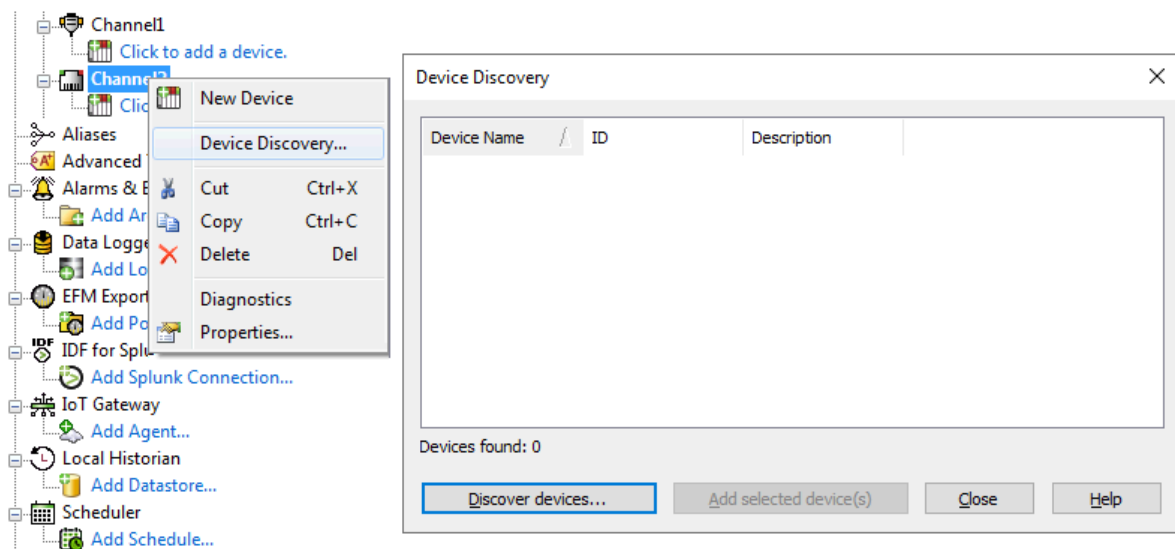 Channel1
Click to add a device.
Channel2
Clic
Aliases
Advanced
Alarms & E
Add Ar
Data Logge
Add Lo
EFM Export
Add Po
IDF for Splu
Add Splunk Connection...
IoT Gateway
Add Agent...
Local Historian
Add Datastore...
Scheduler
Add Schedule...
New Device
Device Discovery...
Cut Ctrl+X
Copy Ctrl+C
Delete Del
Diagnostics
Properties...
Device Discovery
Device Name ID Description
Devices found: 0
Discover devices... Add selected device(s) Close Help